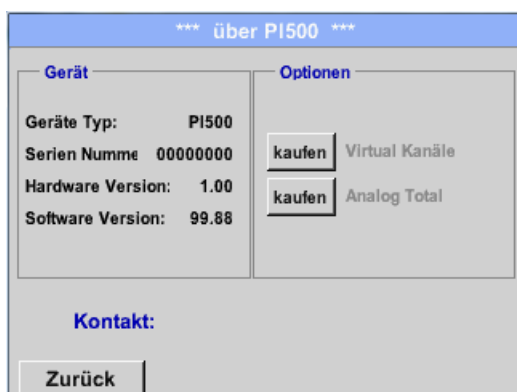 *** über PI500 ***
Gerät
Geräte Typ: PI500
Serien Numme 00000000
Hardware Version: 1.00
Software Version: 99.88
Optionen
kaufen Virtual Kanäle
kaufen Analog Total
Kontakt:
Zurück